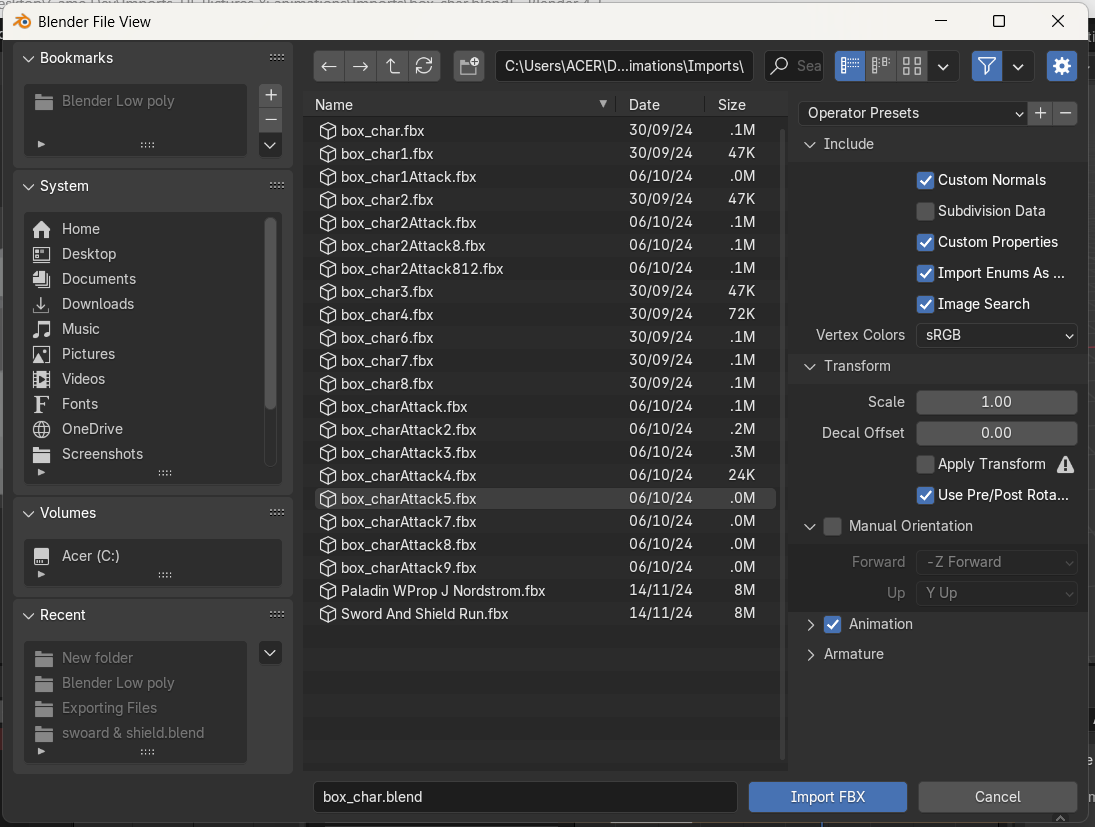 Blender File View
Bookmarks
Blender Low poly
System
Home
Desktop
Documents
Downloads
Music
Pictures
Videos
Fonts
OneDrive
Screenshots
Volumes
Acer (C:)
Recent
New folder
Blender Low poly
Exporting Files
swoard & shield.blend
C:\Users\ACER\D...imations\Imports\
Sea
Name Date Size
box_char.fbx 30/09/24 .1M
box_char1.fbx 30/09/24 47K
box_char1Attack.fbx 06/10/24 .0M
box_char2.fbx 30/09/24 47K
box_char2Attack.fbx 06/10/24 .1M
box_char2Attack8.fbx 06/10/24 .1M
box_char2Attack812.fbx 06/10/24 .1M
box_char3.fbx 30/09/24 47K
box_char4.fbx 30/09/24 72K
box_char6.fbx 30/09/24 .1M
box_char7.fbx 30/09/24 .1M
box_char8.fbx 30/09/24 .1M
box_charAttack.fbx 06/10/24 .1M
box_charAttack2.fbx 06/10/24 .2M
box_charAttack3.fbx 06/10/24 .3M
box_charAttack4.fbx 06/10/24 24K
box_charAttack5.fbx 06/10/24 .0M
box_charAttack7.fbx 06/10/24 .0M
box_charAttack8.fbx 06/10/24 .0M
box_charAttack9.fbx 06/10/24 .0M
Paladin WProp J Nordstrom.fbx 14/11/24 8M
Sword And Shield Run.fbx 14/11/24 8M
Operator Presets
Include
Custom Normals
Subdivision Data
Custom Properties
Import Enums As ...
Image Search
Vertex Colors sRGB
Transform
Scale 1.00
Decal Offset 0.00
Apply Transform
Use Pre/Post Rota...
Manual Orientation
Forward -Z Forward
Up Y Up
Animation
Armature
box_char.blend
Import FBX
Cancel